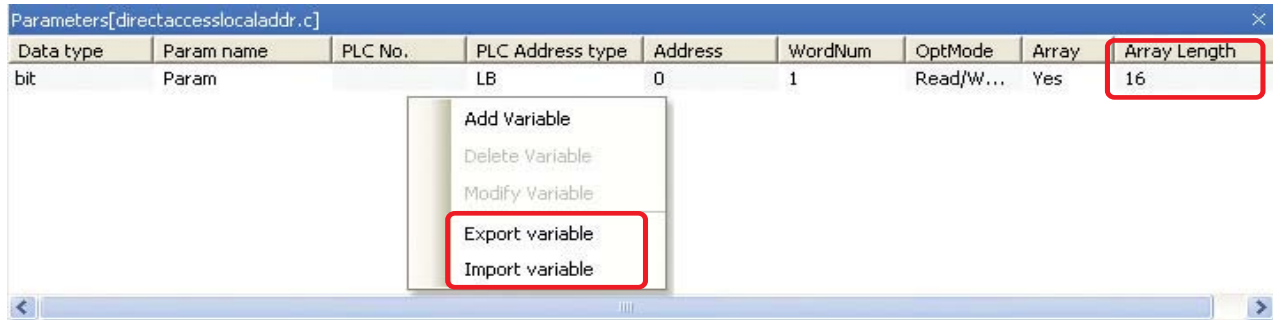 Parameters[directaccesslocaladdr.c]
Data type Param name PLC No. PLC Address type Address WordNum OptMode Array Array Length
bit Param LB 0 1 Read/W... Yes 16
Add Variable
Delete Variable
Modify Variable
Export variable
Import variable